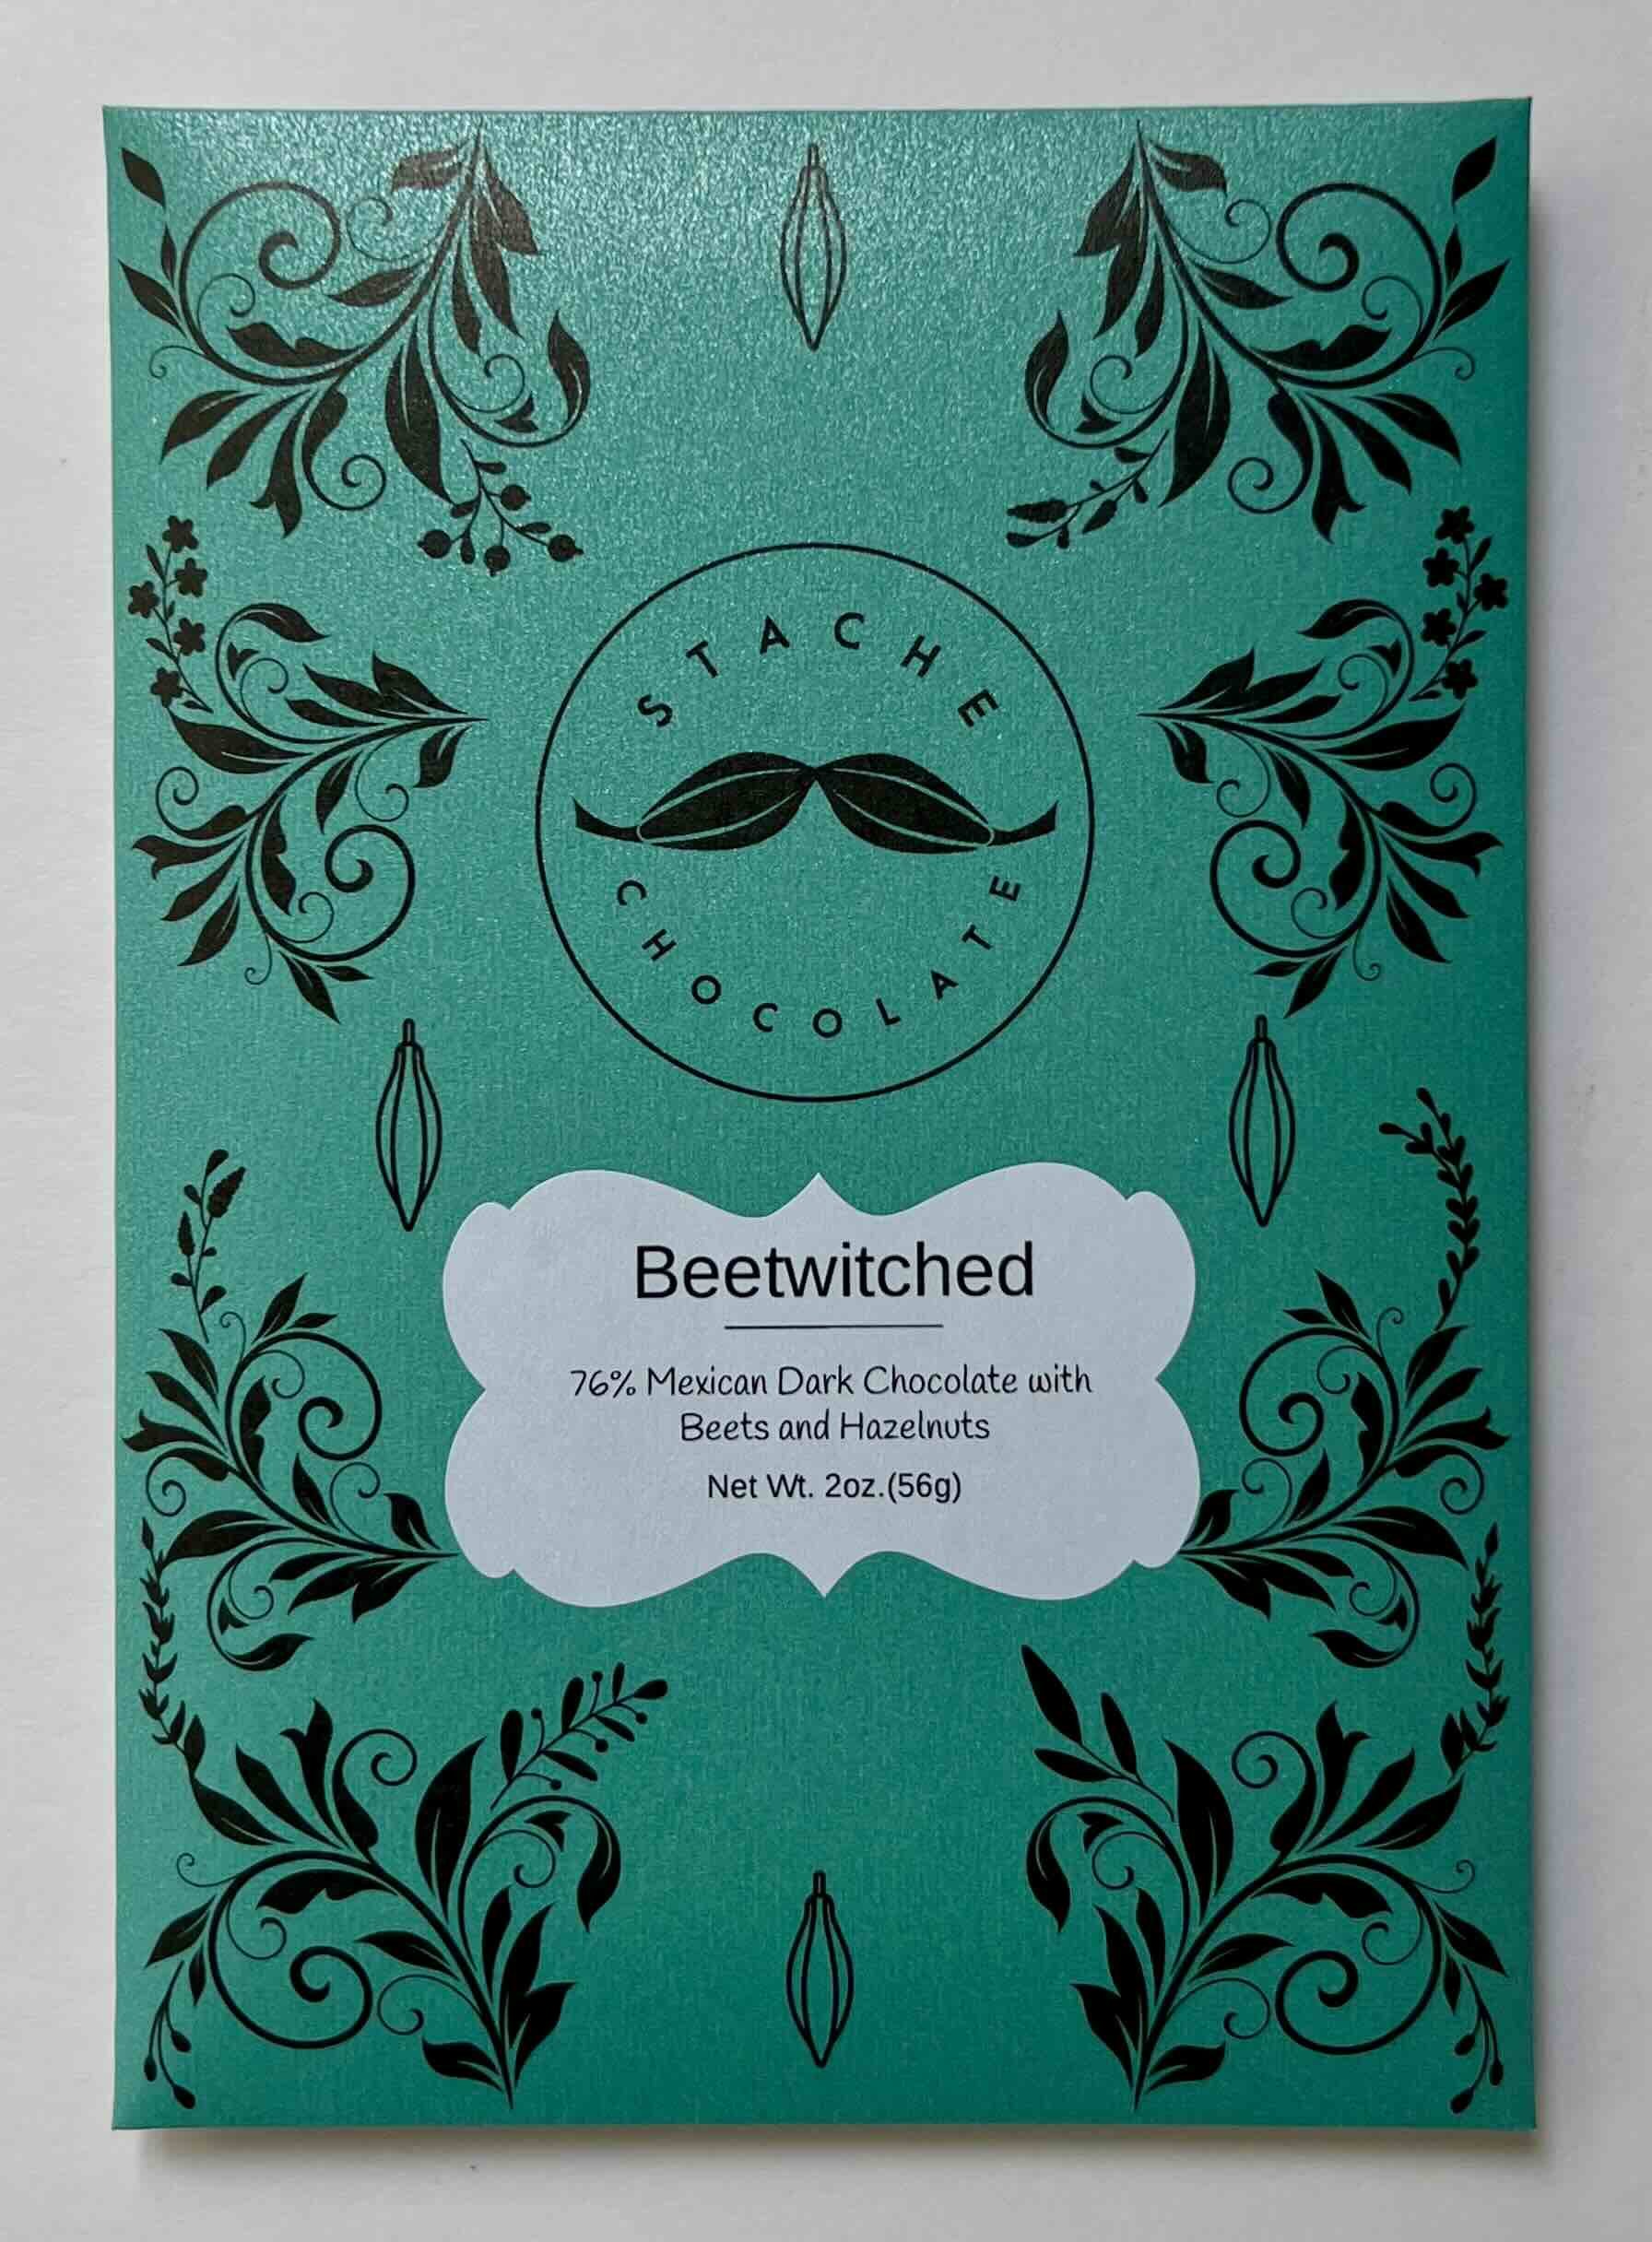 STACHE
CHOCOLATE
Beetwitched
76% Mexican Dark Chocolate with
Beets and Hazelnuts
Net Wt. 2oz.(56g)